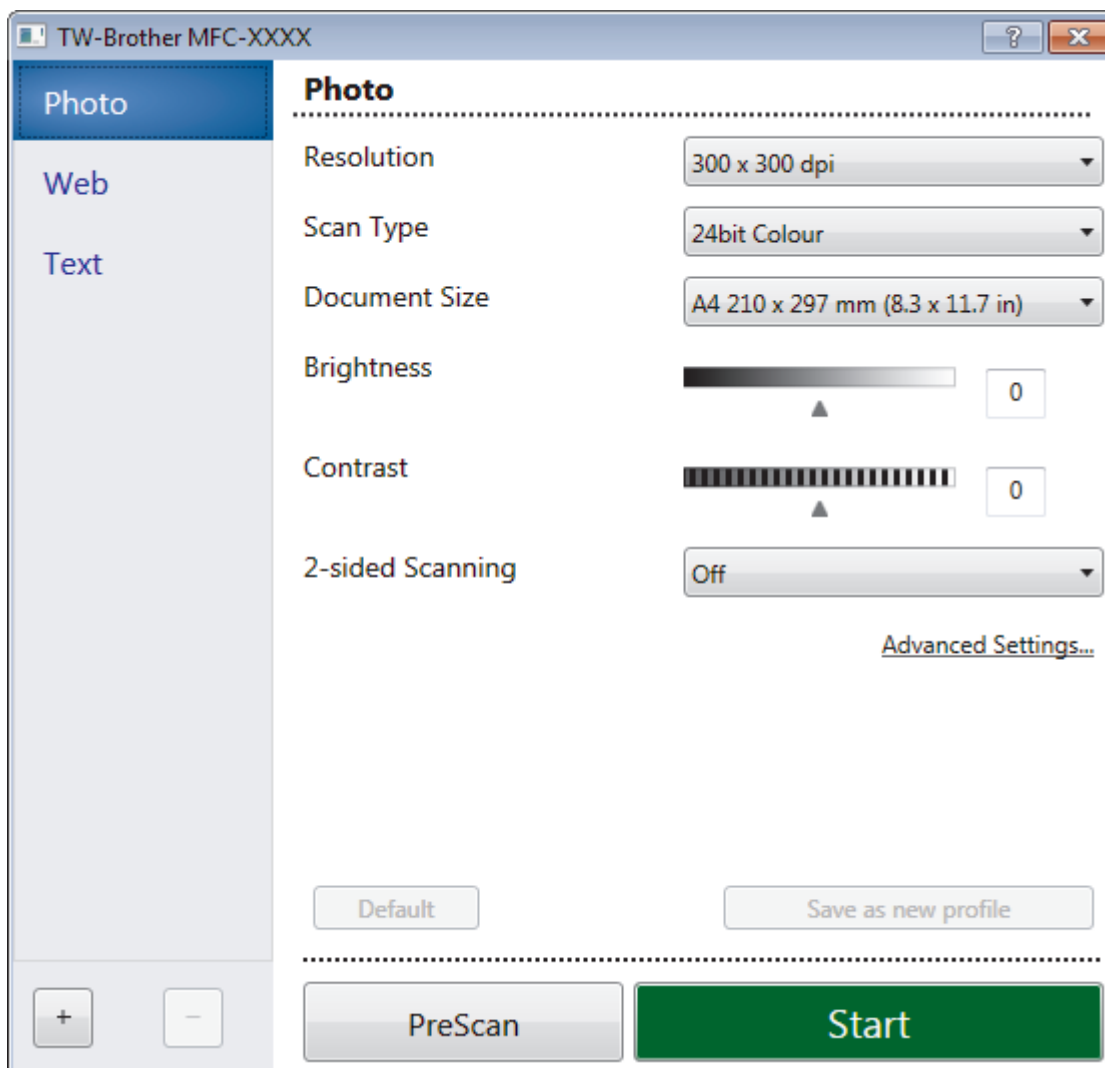 TW-Brother MFC-XXXX
Photo
Web
Text
Photo
Resolution
300 x 300 dpi
Scan Type
24bit Colour
Document Size
A4 210 x 297 mm (8.3 x 11.7 in)
Brightness
0
Contrast
0
2-sided Scanning
Off
Advanced Settings...
Default
Save as new profile
+
−
PreScan
Start